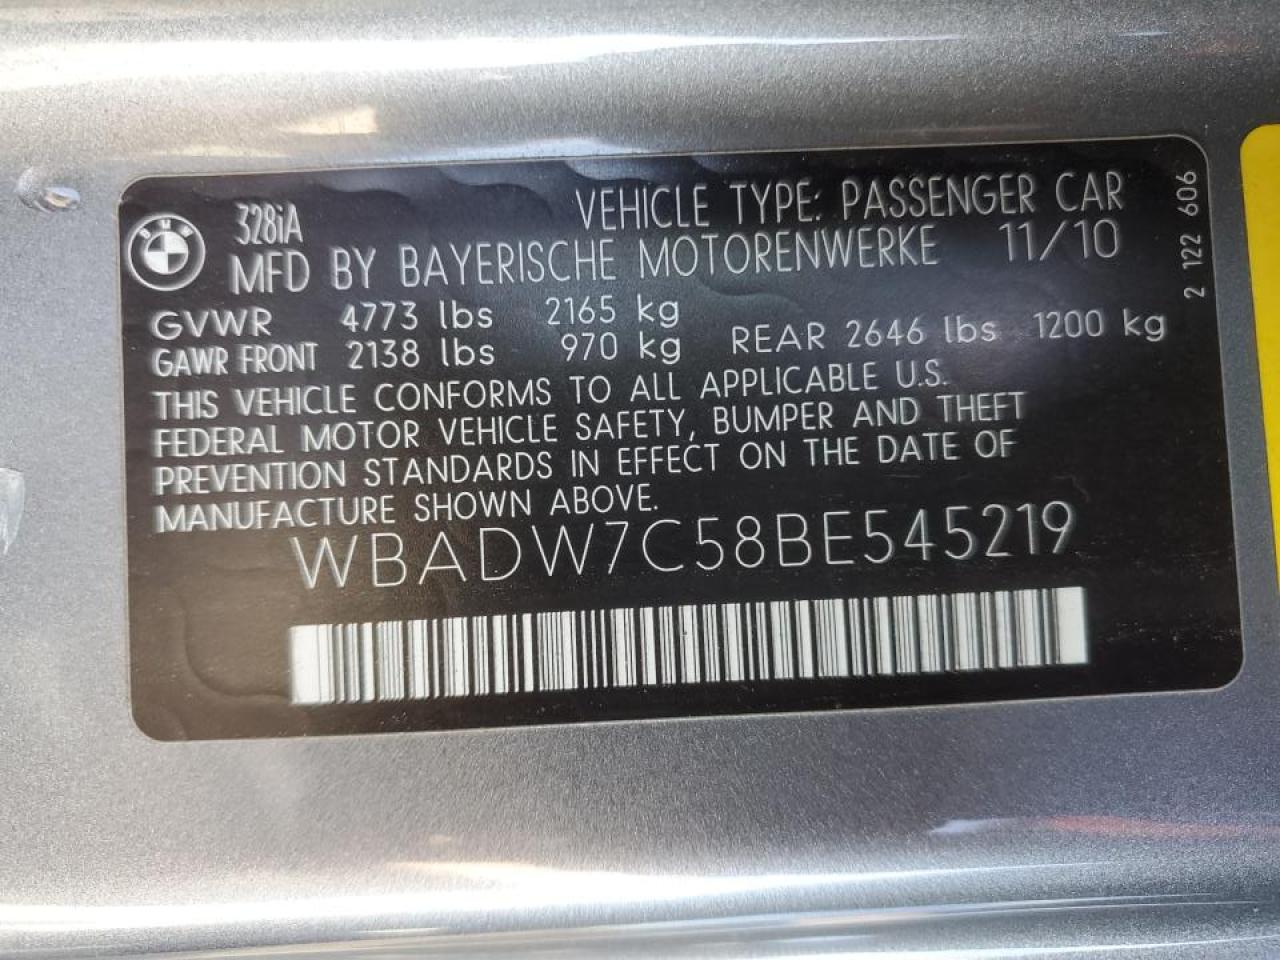 BMW
328iA
VEHICLE TYPE: PASSENGER CAR
MFD BY BAYERISCHE MOTORENWERKE 11/10
GVWR 4773 lbs 2165 kg
GAWR FRONT 2138 lbs 970 kg REAR 2646 lbs 1200 kg
THIS VEHICLE CONFORMS TO ALL APPLICABLE U.S.
FEDERAL MOTOR VEHICLE SAFETY, BUMPER AND THEFT
PREVENTION STANDARDS IN EFFECT ON THE DATE OF
MANUFACTURE SHOWN ABOVE.
WBADW7C58BE545219
2 122 606